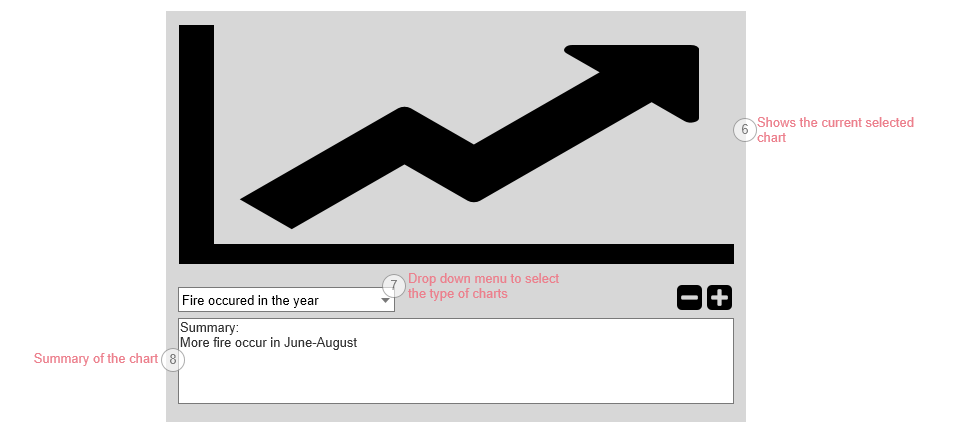 6
Shows the current selected
chart
7
Drop down menu to select
the type of charts
Fire occured in the year
Summary:
More fire occur in June-August
Summary of the chart
8